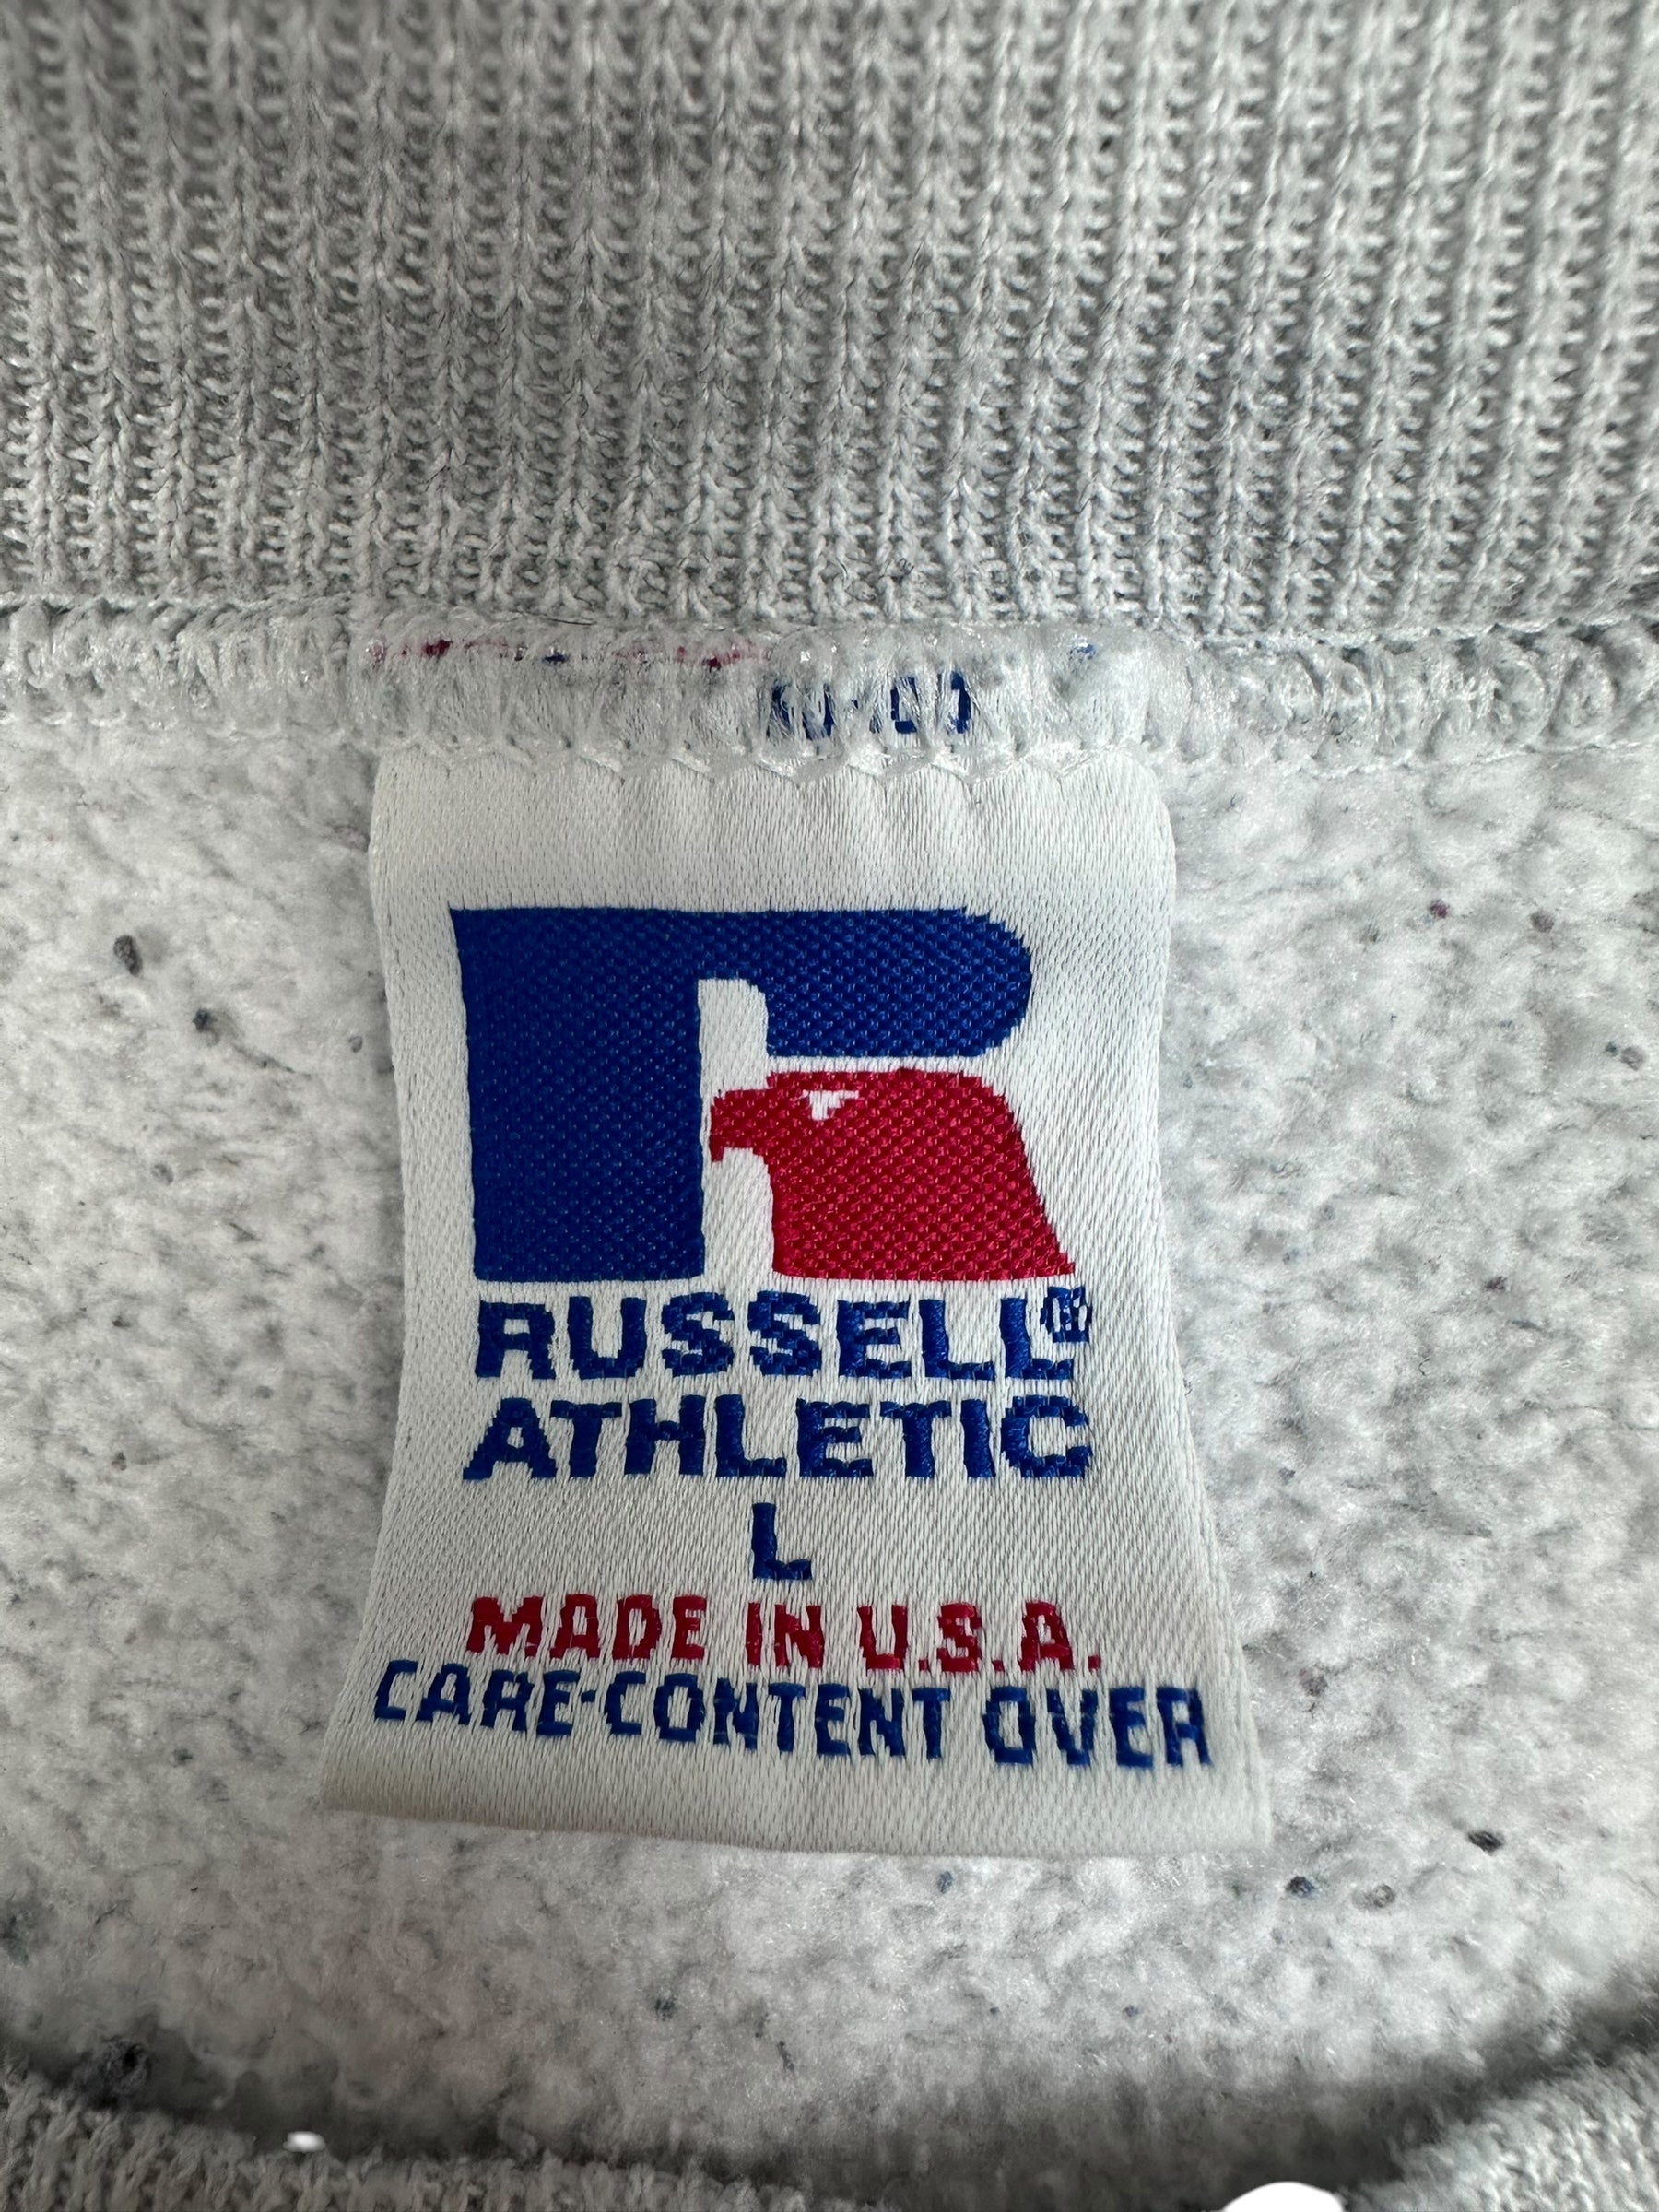 RUSSELL®
ATHLETIC
L
MADE IN U.S.A.
CARE·CONTENT OVER